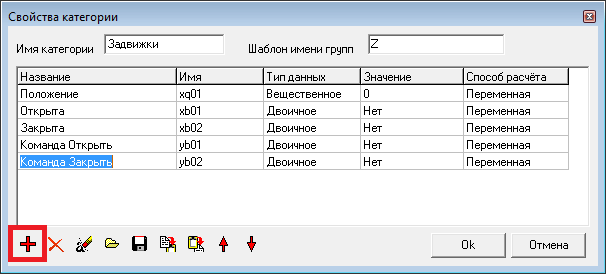 Свойства категории
Имя категории Задвижки Шаблон имени групп Z
Название Имя Тип данных Значение Способ расчёта
Положение xq01 Вещественное 0 Переменная
Открыта xb01 Двоичное Нет Переменная
Закрыта xb02 Двоичное Нет Переменная
Команда Открыть yb01 Двоичное Нет Переменная
Команда Закрыть yb02 Двоичное Нет Переменная
Ok Отмена